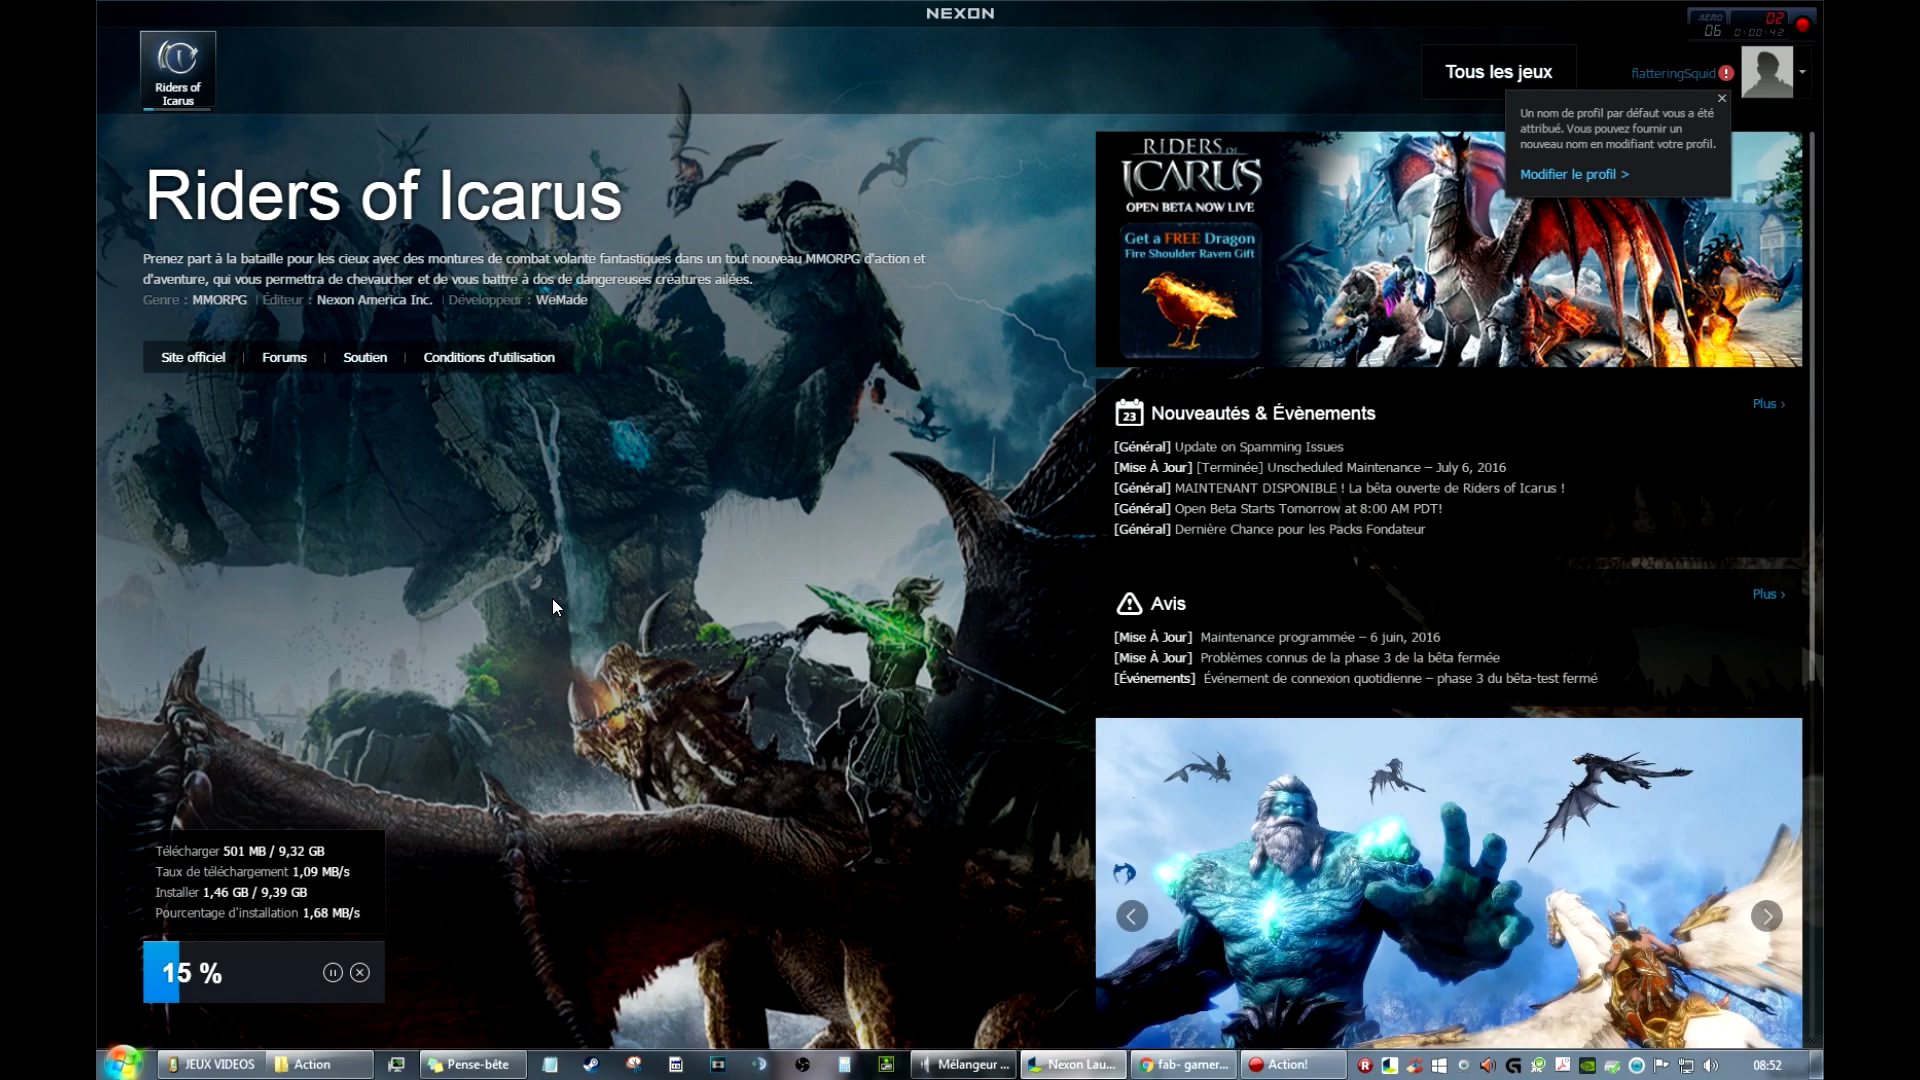 NEXON
AERO
06
02
0:00:42
Riders of
Icarus
Tous les jeux
flatteringSquid
Un nom de profil par défaut vous a été
attribué. Vous pouvez fournir un
nouveau nom en modifiant votre profil.
Modifier le profil >
Riders of Icarus
Prenez part à la bataille pour les cieux avec des montures de combat volante fantastiques dans un tout nouveau MMORPG d'action et
d'aventure, qui vous permettra de chevaucher et de vous battre à dos de dangereuses créatures ailées.
Genre : MMORPG | Éditeur : Nexon America Inc. | Développeur : WeMade
Site officiel | Forums | Soutien | Conditions d'utilisation
RIDERS OF
ICARUS
OPEN BETA NOW LIVE
Get a FREE Dragon
Fire Shoulder Raven Gift
23
Nouveautés & Évènements
Plus >
[Général] Update on Spamming Issues
[Mise À Jour] [Terminée] Unscheduled Maintenance – July 6, 2016
[Général] MAINTENANT DISPONIBLE ! La bêta ouverte de Riders of Icarus !
[Général] Open Beta Starts Tomorrow at 8:00 AM PDT!
[Général] Dernière Chance pour les Packs Fondateur
Avis
Plus >
[Mise À Jour] Maintenance programmée – 6 juin, 2016
[Mise À Jour] Problèmes connus de la phase 3 de la bêta fermée
[Événements] Événement de connexion quotidienne – phase 3 du bêta-test fermé
Télécharger 501 MB / 9,32 GB
Taux de téléchargement 1,09 MB/s
Installer 1,46 GB / 9,39 GB
Pourcentage d'installation 1,68 MB/s
15 %
JEUX VIDEOS
Action
Pense-bête
Mélangeur ...
Nexon Lau...
fab- gamer...
Action!
08:52